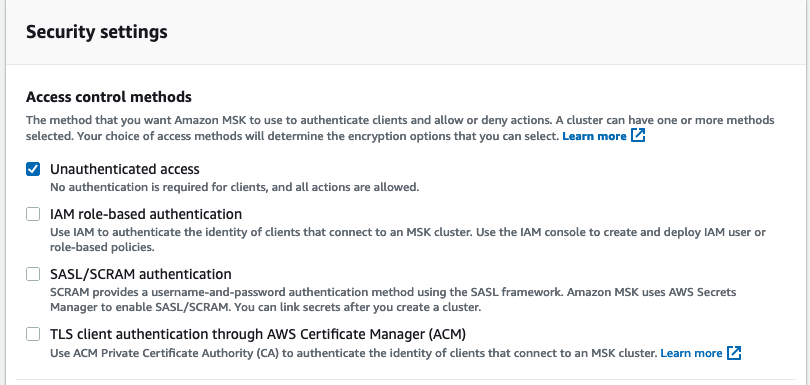 Security settings
Access control methods
The method that you want Amazon MSK to use to authenticate clients and allow or deny actions. A cluster can have one or more methods
selected. Your choice of access methods will determine the encryption options that you can select. Learn more
Unauthenticated access
No authentication is required for clients, and all actions are allowed.
IAM role-based authentication
Use IAM to authenticate the identity of clients that connect to an MSK cluster. Use the IAM console to create and deploy IAM user or
role-based policies.
SASL/SCRAM authentication
SCRAM provides a username-and-password authentication method using the SASL framework. Amazon MSK uses AWS Secrets
Manager to enable SASL/SCRAM. You can link secrets after you create a cluster.
TLS client authentication through AWS Certificate Manager (ACM)
Use ACM Private Certificate Authority (CA) to authenticate the identity of clients that connect to an MSK cluster. Learn more